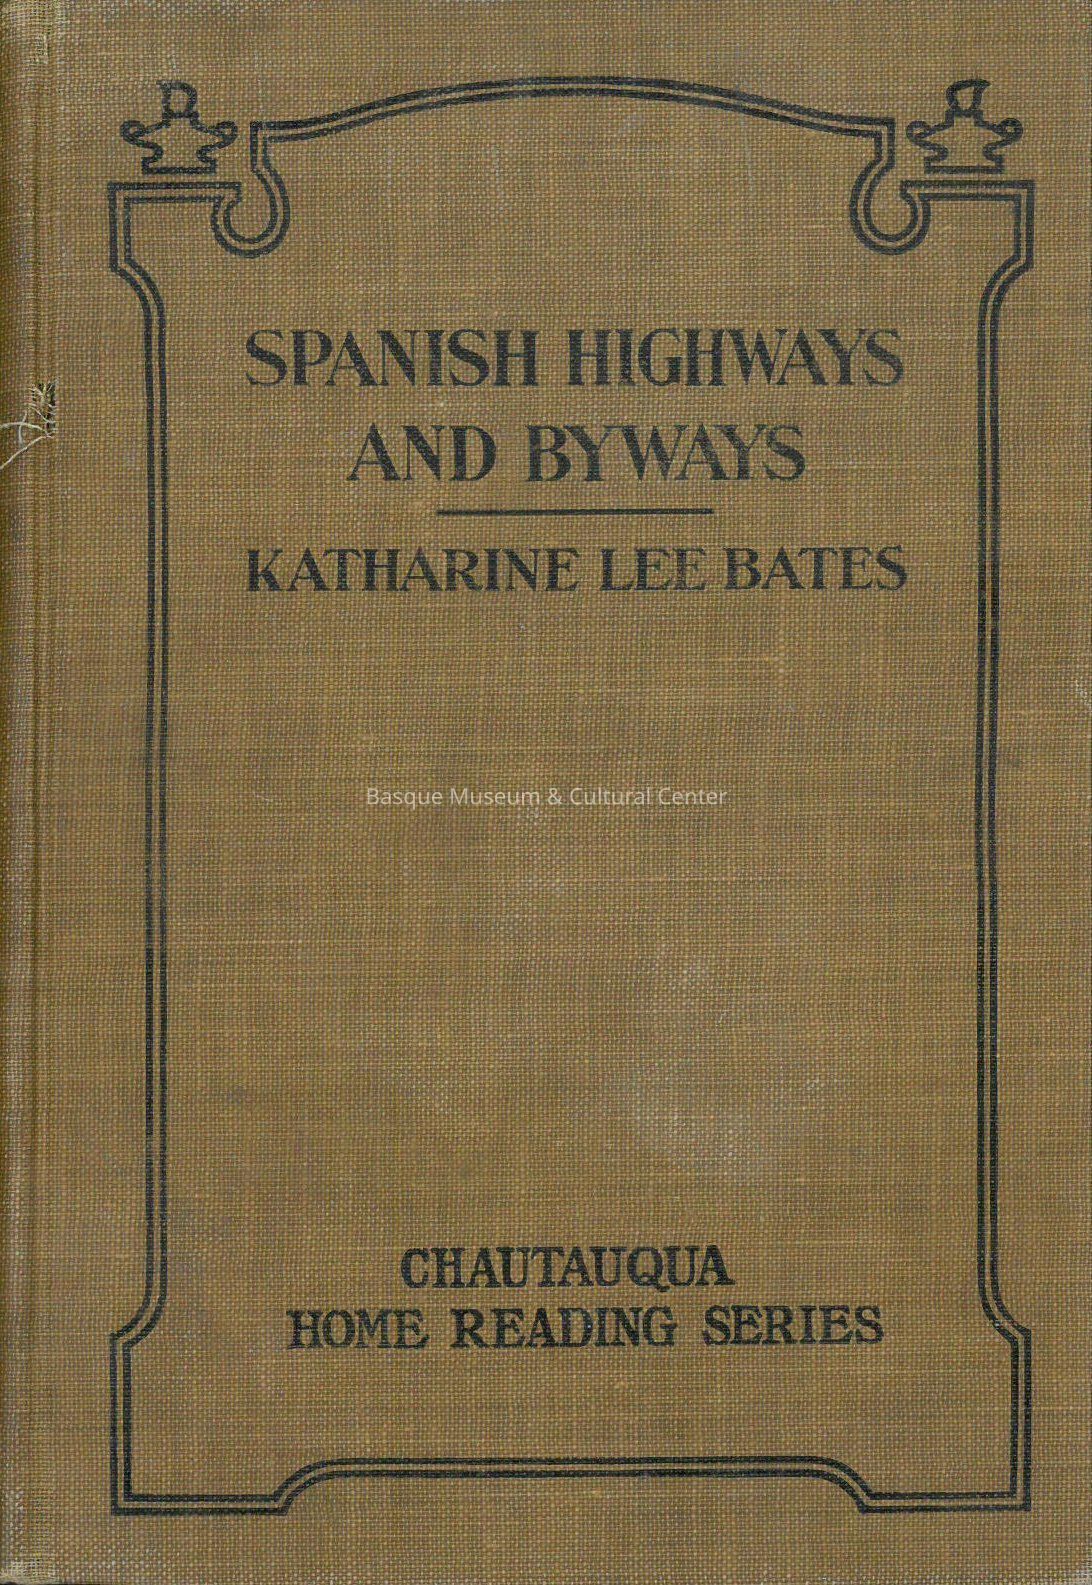 SPANISH HIGHWAYS
AND BYWAYS
KATHARINE LEE BATES
Basque Museum & Cultural Center
CHAUTAUQUA
HOME READING SERIES